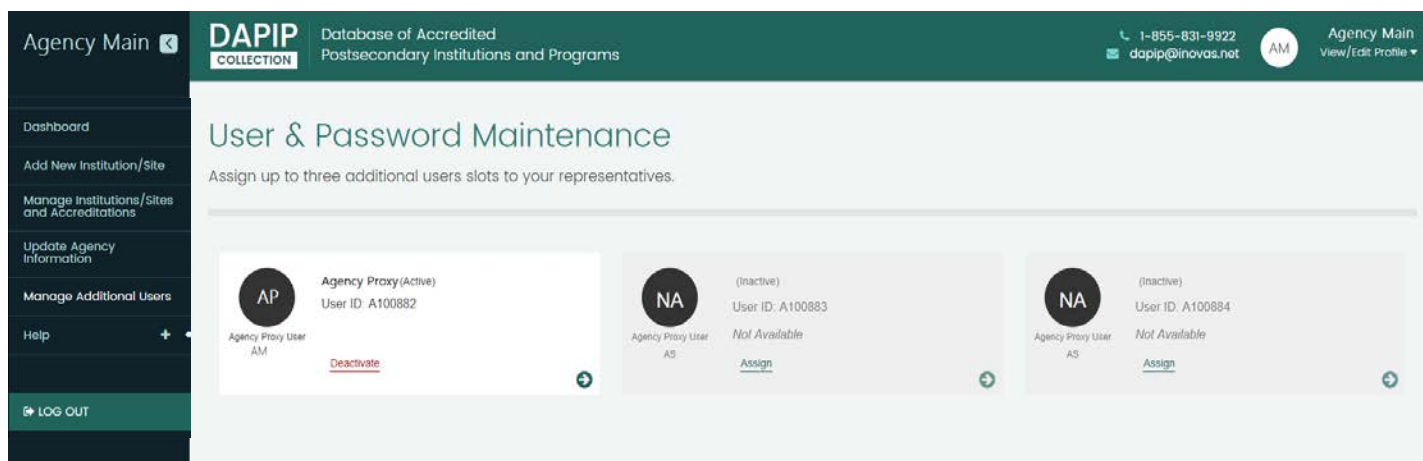 Agency Main
DAPIP
COLLECTION
Database of Accredited
Postsecondary Institutions and Programs
1-855-831-9922
dapip@inovas.net
AM
Agency Main
View/Edit Profile
Dashboard
Add New Institution/Site
Manage Institutions/Sites
and Accreditations
Update Agency
Information
Manage Additional Users
Help +
LOG OUT
User & Password Maintenance
Assign up to three additional users slots to your representatives.
AP
Agency Proxy User
AM
Agency Proxy (Active)
User ID: A100882
Deactivate
NA
Agency Proxy User
AS
(Inactive)
User ID: A100883
Not Available
Assign
NA
Agency Proxy User
AS
(Inactive)
User ID: A100884
Not Available
Assign